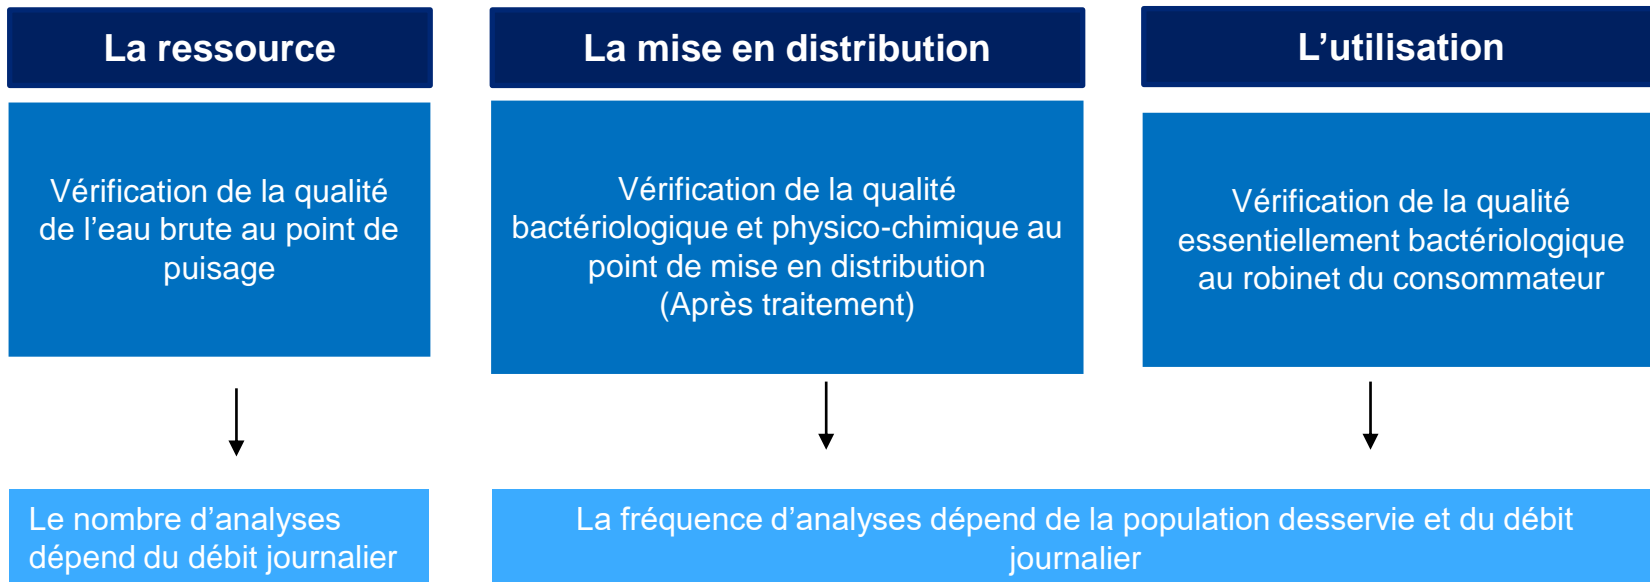 La ressource
Vérification de la qualité
de l’eau brute au point de
puisage
Le nombre d’analyses
dépend du débit journalier
La mise en distribution
Vérification de la qualité
bactériologique et physico-chimique au
point de mise en distribution
(Après traitement)
L’utilisation
Vérification de la qualité
essentiellement bactériologique
au robinet du consommateur
La fréquence d’analyses dépend de la population desservie et du débit
journalier